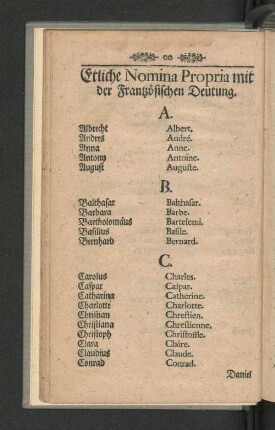 Etliche Nomina Propria mit
der Frantzösischen Deutung.
A.
Albrecht Albert.
Andres André.
Anna Anne.
Antony Antoine.
August Auguste.
B.
Balthasar Balthasar.
Barbara Barbe.
Bartholomäus Bartelemi.
Basilius Basile.
Bernhard Bernard.
C.
Carolus Charles.
Caspar Caspar.
Catharina Catherine.
Charlotte Charlotte.
Christian Chrestien.
Christiana Chrestienne.
Christoph Christofle.
Clara Claire.
Claudius Claude.
Conrad Conrad.
Daniel